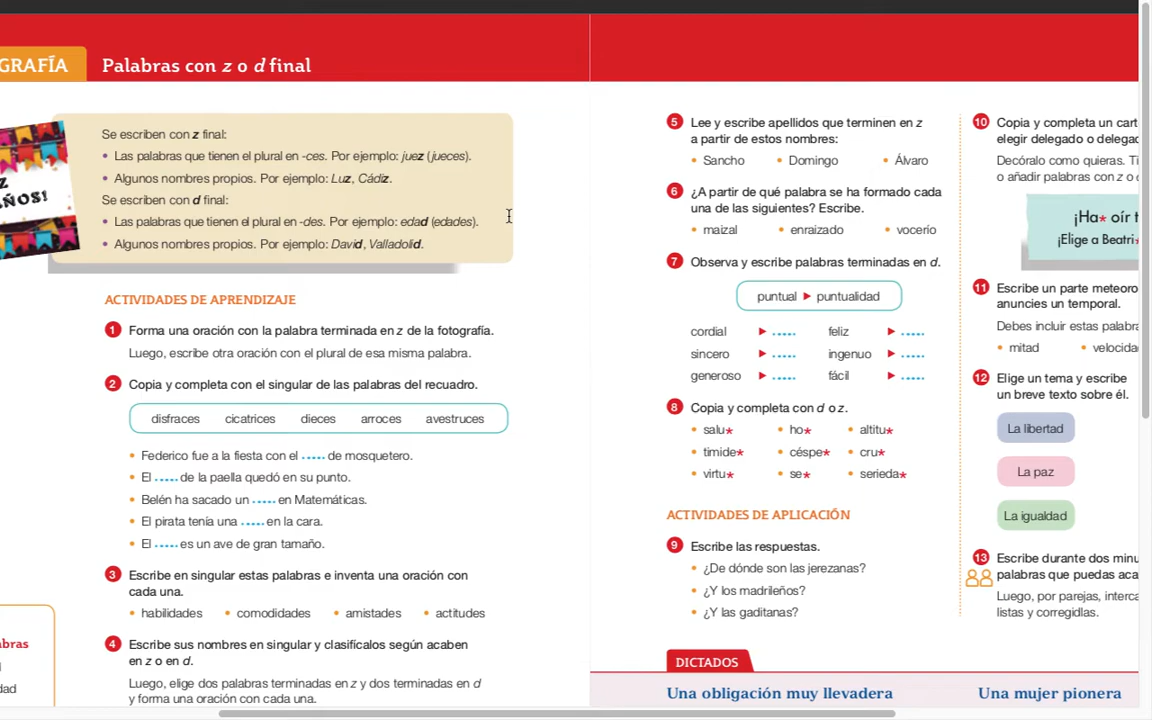 GRAFÍA
Palabras con z o d final
Z
AÑOS!
Se escriben con z final:
• Las palabras que tienen el plural en -ces. Por ejemplo: juez (jueces).
• Algunos nombres propios. Por ejemplo: Luz, Cádiz.
Se escriben con d final:
• Las palabras que tienen el plural en -des. Por ejemplo: edad (edades).
• Algunos nombres propios. Por ejemplo: David, Valladolid.
ACTIVIDADES DE APRENDIZAJE
1 Forma una oración con la palabra terminada en z de la fotografía.
Luego, escribe otra oración con el plural de esa misma palabra.
2 Copia y completa con el singular de las palabras del recuadro.
disfraces cicatrices dieces arroces avestruces
• Federico fue a la fiesta con el ..... de mosquetero.
• El ..... de la paella quedó en su punto.
• Belén ha sacado un ..... en Matemáticas.
• El pirata tenía una ..... en la cara.
• El ..... es un ave de gran tamaño.
3 Escribe en singular estas palabras e inventa una oración con
cada una.
• habilidades • comodidades • amistades • actitudes
4 Escribe sus nombres en singular y clasifícalos según acaben
en z o en d.
Luego, elige dos palabras terminadas en z y dos terminadas en d
y forma una oración con cada una.
abras
dad
5 Lee y escribe apellidos que terminen en z
a partir de estos nombres:
• Sancho • Domingo • Álvaro
6 ¿A partir de qué palabra se ha formado cada
una de las siguientes? Escribe.
• maizal • enraizado • vocerío
7 Observa y escribe palabras terminadas en d.
puntual ► puntualidad
cordial ► ..... feliz ► .....
sincero ► ..... ingenuo ► .....
generoso ► ..... fácil ► .....
8 Copia y completa con d o z.
• salu* • ho* • altitu*
• timide* • céspe* • cru*
• virtu* • se* • serieda*
ACTIVIDADES DE APLICACIÓN
9 Escribe las respuestas.
• ¿De dónde son las jerezanas?
• ¿Y los madrileños?
• ¿Y las gaditanas?
10 Copia y completa un cart
elegir delegado o delegad
Decóralo como quieras. Ti
o añadir palabras con z o
¡Ha* oír t
¡Elige a Beatri*
11 Escribe un parte meteoro
anuncies un temporal.
Debes incluir estas palabra
• mitad • velocida
12 Elige un tema y escribe
un breve texto sobre él.
La libertad
La paz
La igualdad
13 Escribe durante dos minu
palabras que puedas aca
Luego, por parejas, interca
listas y corregidlas.
DICTADOS
Una obligación muy llevadera
Una mujer pionera